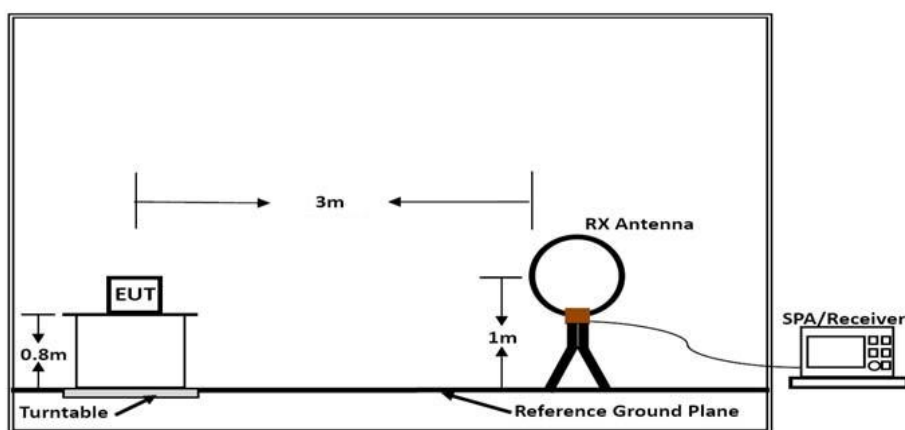 3m
RX Antenna
EUT
SPA/Receiver
0.8m
1m
Turntable
Reference Ground Plane